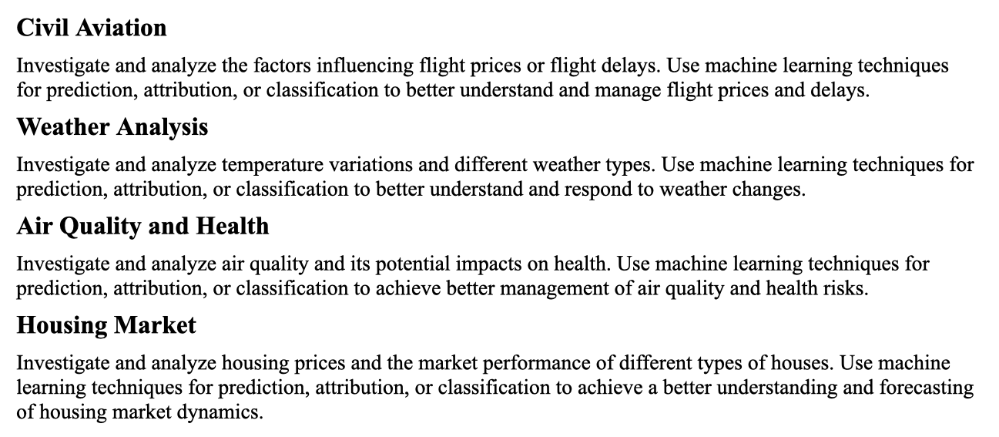 Civil Aviation
Investigate and analyze the factors influencing flight prices or flight delays. Use machine learning techniques
for prediction, attribution, or classification to better understand and manage flight prices and delays.
Weather Analysis
Investigate and analyze temperature variations and different weather types. Use machine learning techniques for
prediction, attribution, or classification to better understand and respond to weather changes.
Air Quality and Health
Investigate and analyze air quality and its potential impacts on health. Use machine learning techniques for
prediction, attribution, or classification to achieve better management of air quality and health risks.
Housing Market
Investigate and analyze housing prices and the market performance of different types of houses. Use machine
learning techniques for prediction, attribution, or classification to achieve a better understanding and forecasting
of housing market dynamics.